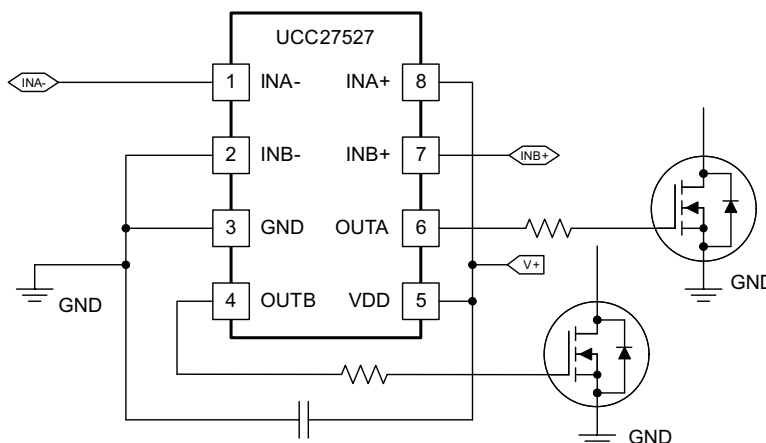 UCC27527
INA-
1 INA- INA+ 8
2 INB- INB+ 7
INB+
3 GND OUTA 6
V+
GND
GND
4 OUTB VDD 5
GND